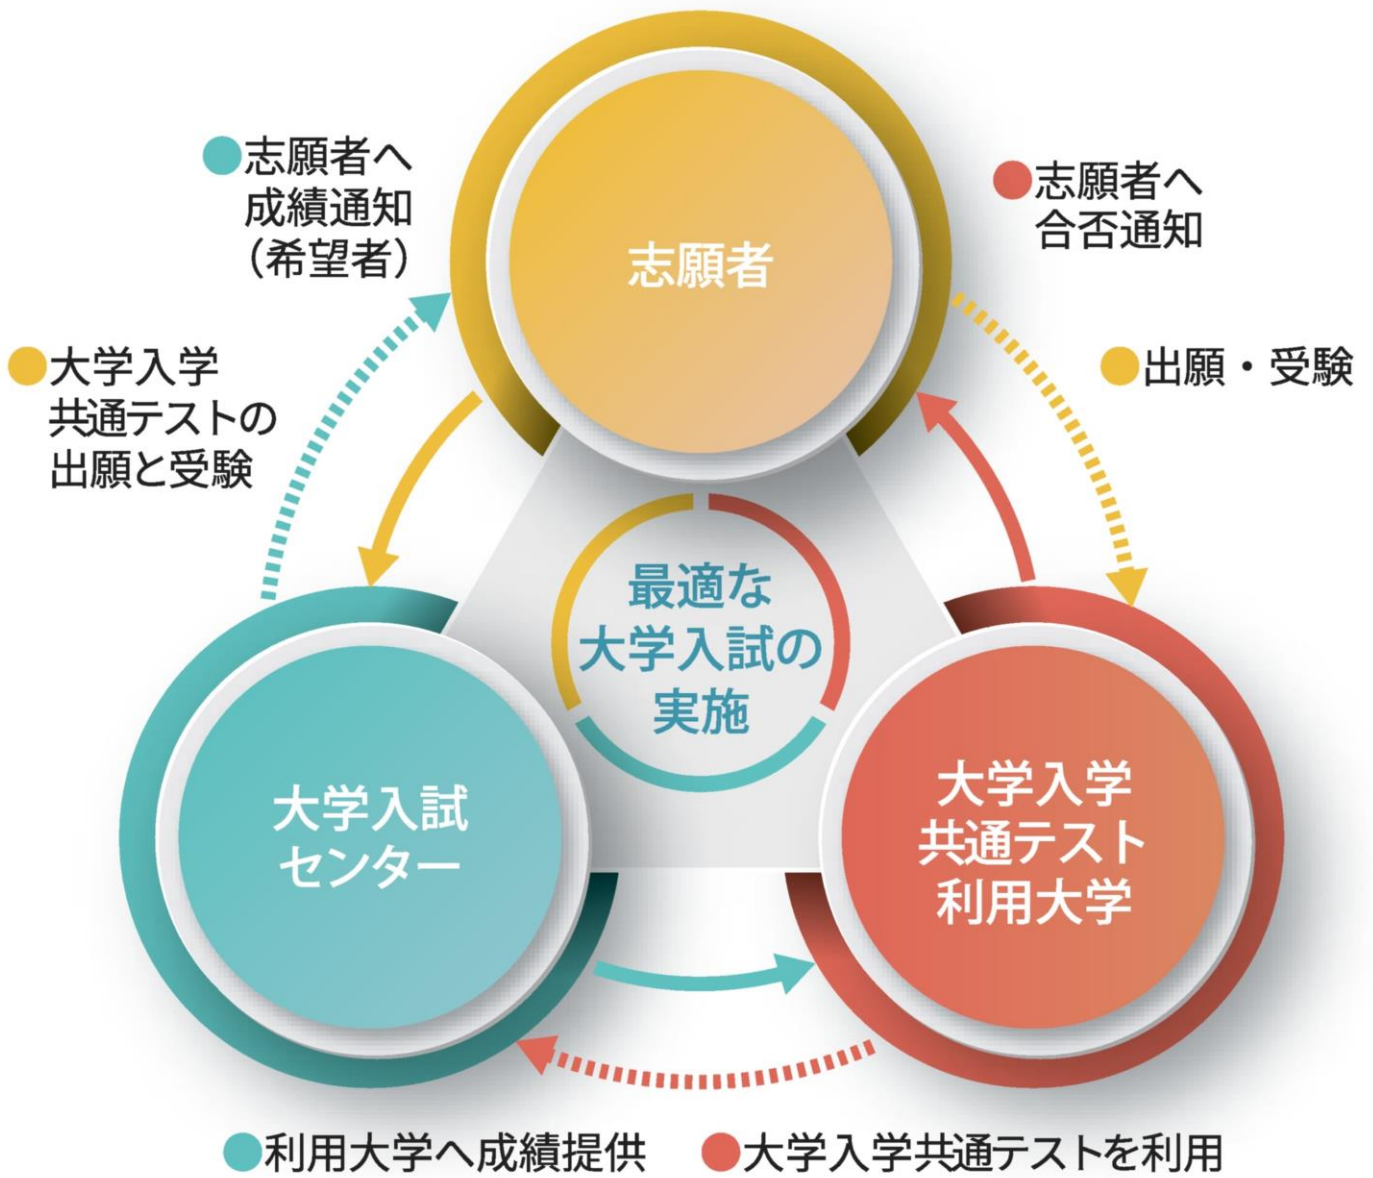 志願者へ
成績通知
（希望者）
志願者へ
合否通知
志願者
大学入学
共通テストの
出願と受験
出願・受験
最適な
大学入試の
実施
大学入試
センター
大学入学
共通テスト
利用大学
利用大学へ成績提供
大学入学共通テストを利用